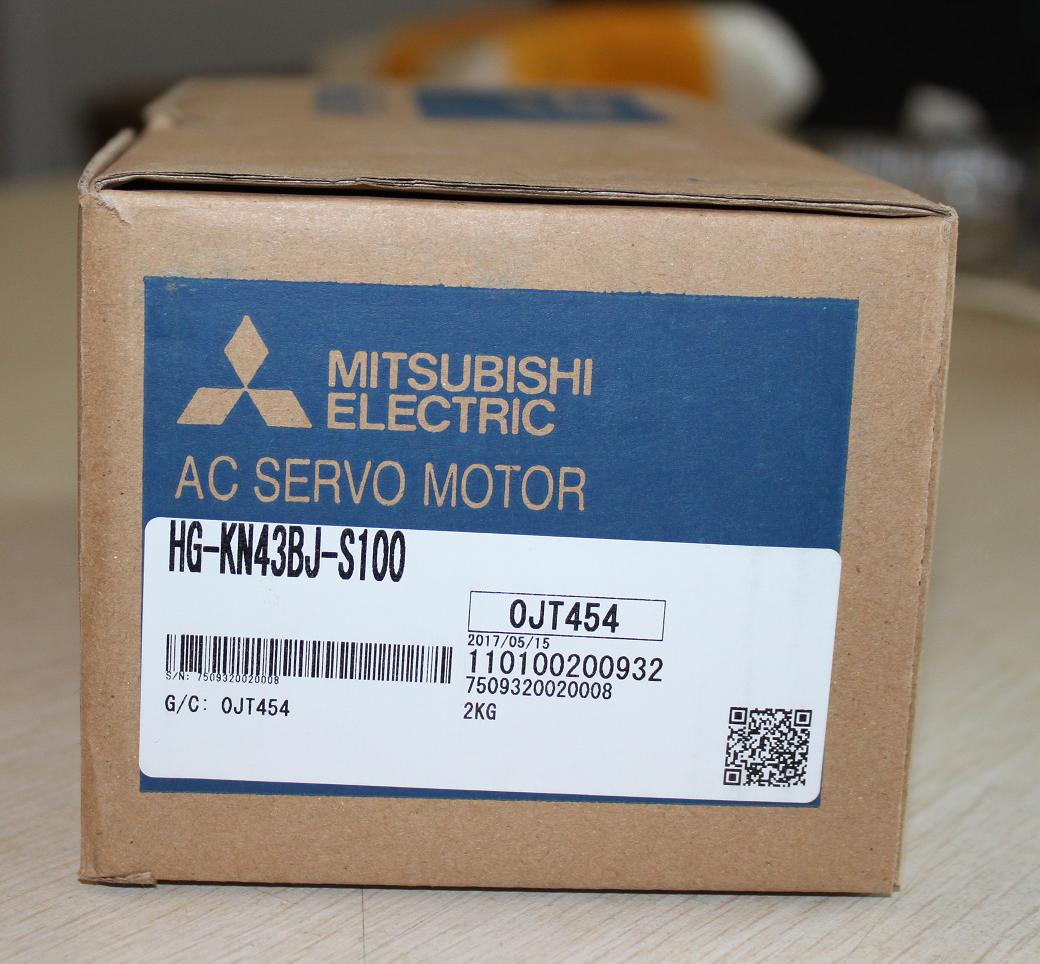 MITSUBISHI
ELECTRIC
AC SERVO MOTOR
HG-KN43BJ-S100
0JT454
2017/05/15
110100200932
7509320020008
2KG
S/N: 7509320020008
G/C: 0JT454